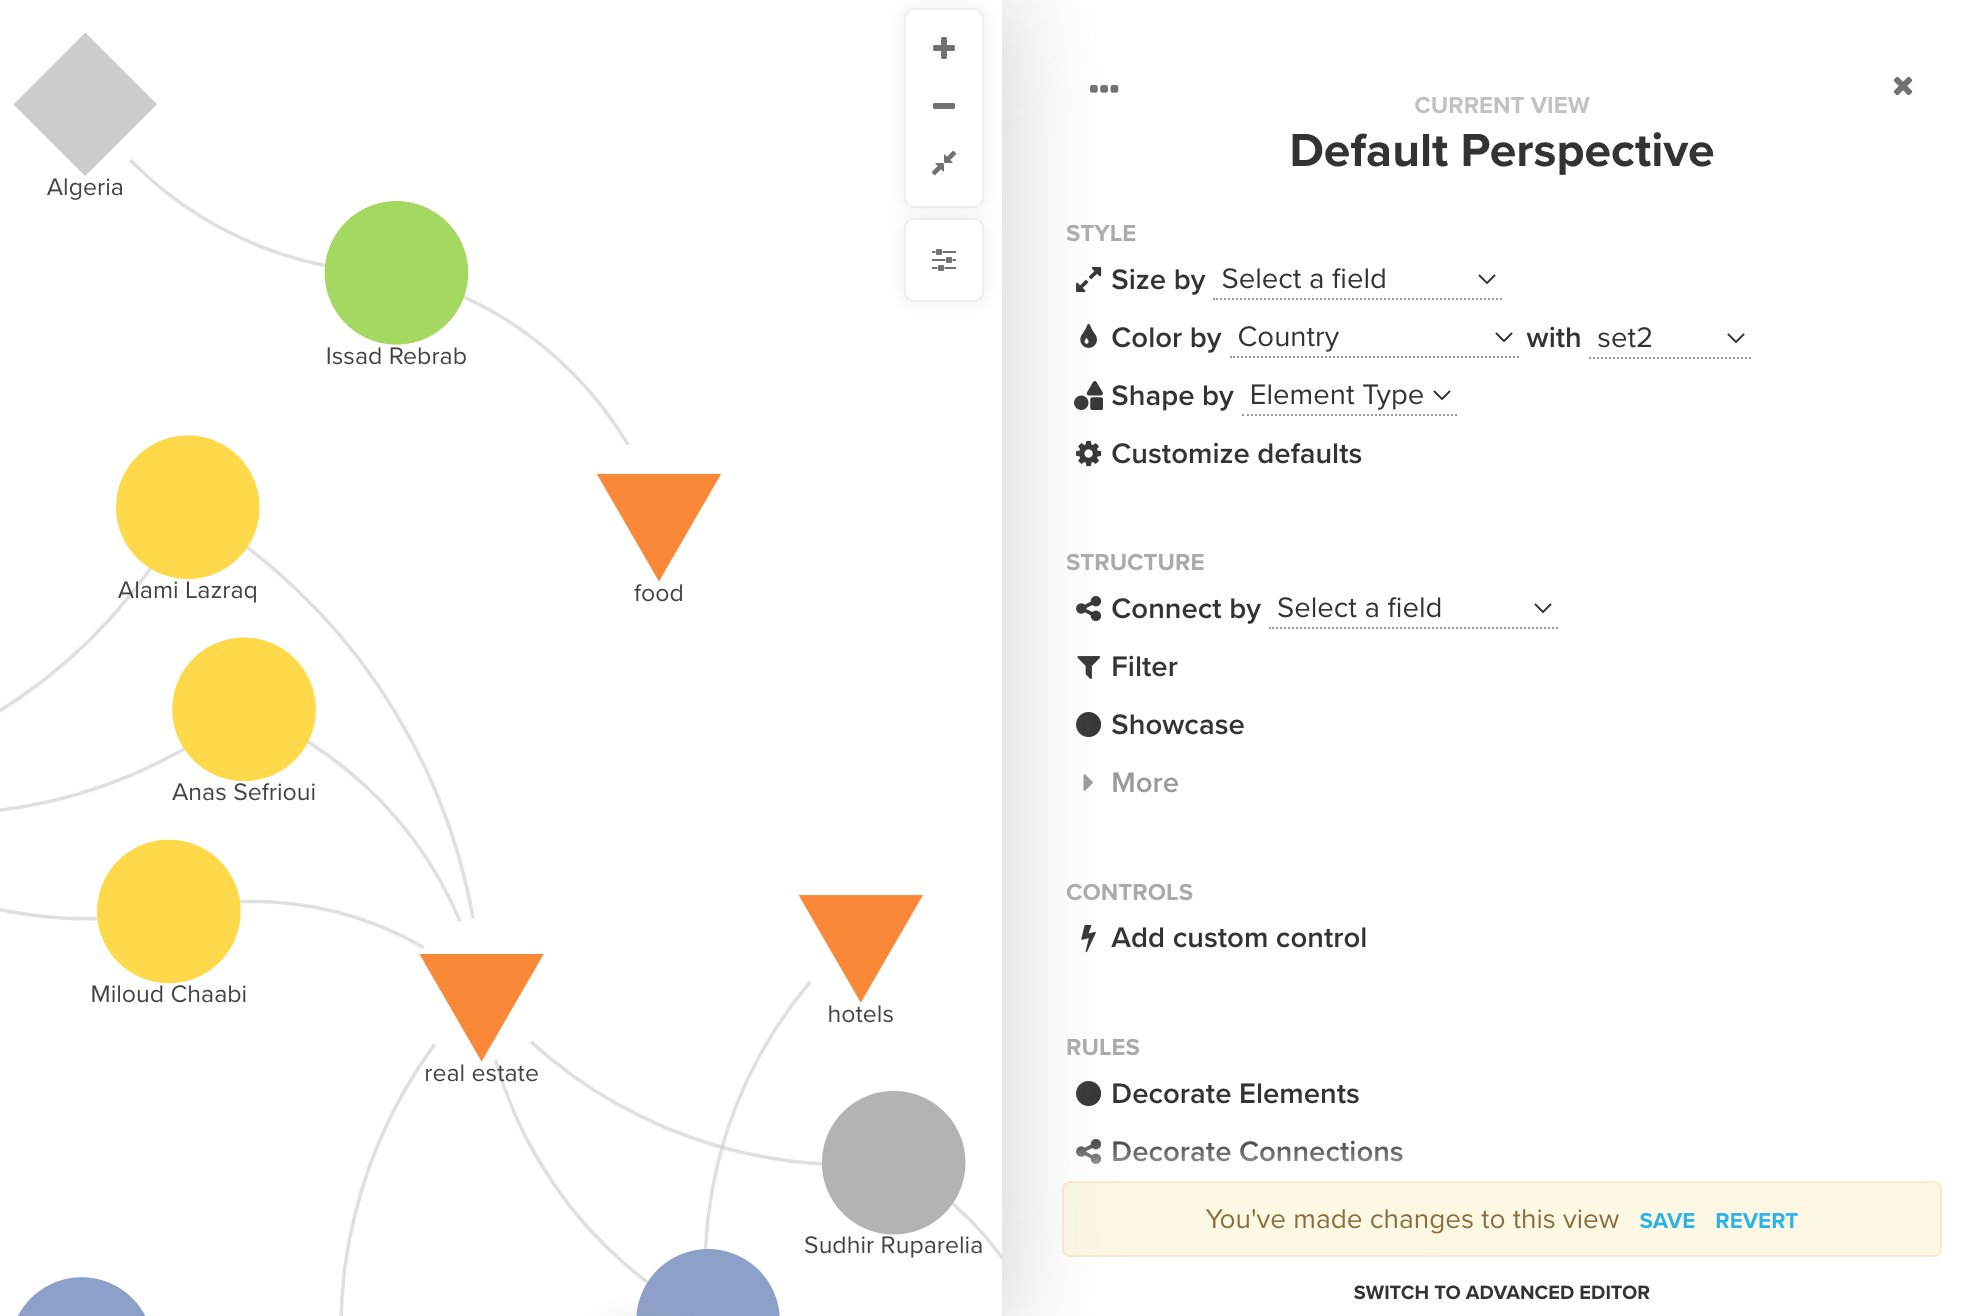 Algeria
Issad Rebrab
Alami Lazraq
food
Anas Sefrioui
Miloud Chaabi
hotels
real estate
Sudhir Ruparelia
CURRENT VIEW
Default Perspective
STYLE
Size by Select a field
Color by Country with set2
Shape by Element Type
Customize defaults
STRUCTURE
Connect by Select a field
Filter
Showcase
More
CONTROLS
Add custom control
RULES
Decorate Elements
Decorate Connections
You've made changes to this view SAVE REVERT
SWITCH TO ADVANCED EDITOR